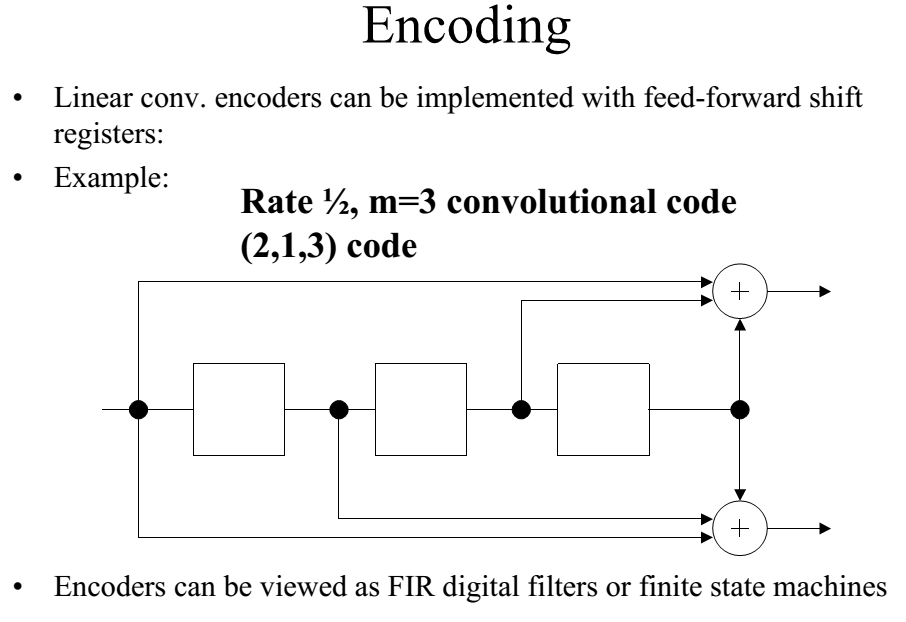 Encoding
• Linear conv. encoders can be implemented with feed-forward shift
registers:
• Example:
Rate ½, m=3 convolutional code
(2,1,3) code
+
+
• Encoders can be viewed as FIR digital filters or finite state machines